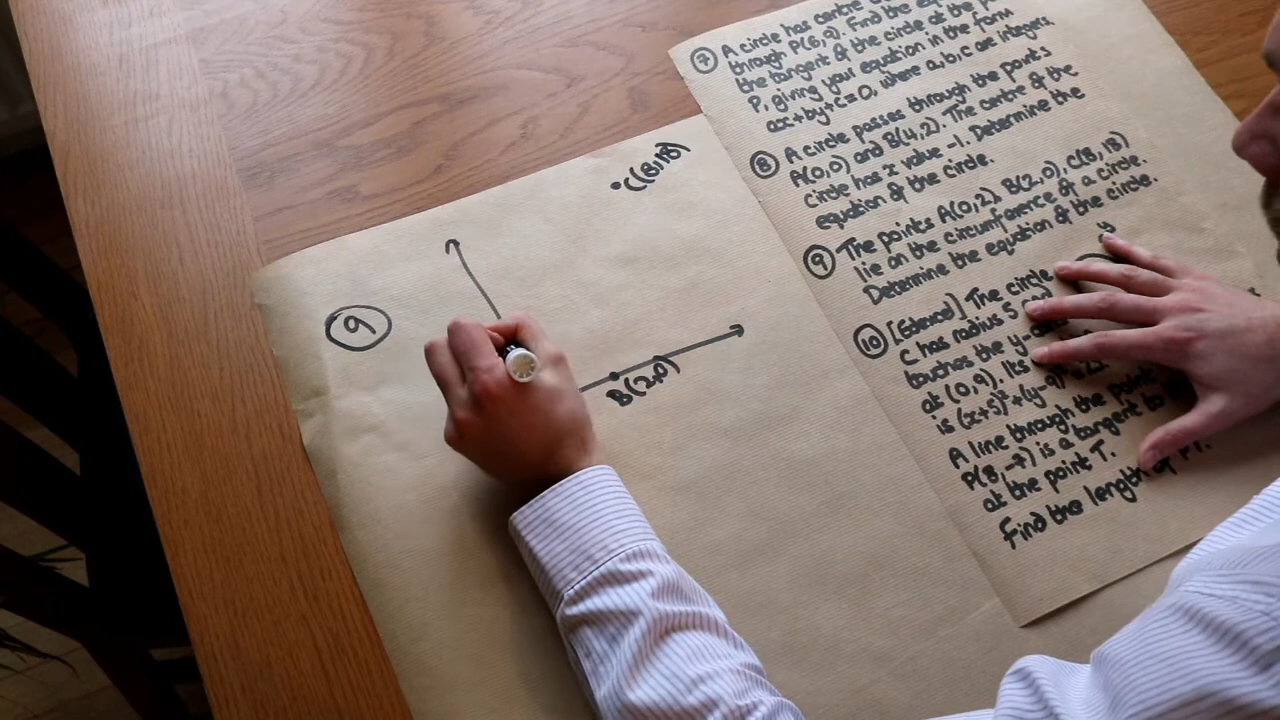 C(8,18)
9
B(2,0)
7 A circle has centre
through P(6,9). Find the
the tangent of the circle at the
P, giving your equation in the form
ax+by+c=0, where a,b,c are integers.
8 A circle passes through the points
A(0,0) and B(4,2). The centre of the
circle has x value -1. Determine the
equation of the circle.
9 The points A(0,2), B(2,0), C(8,18)
lie on the circumference of a circle.
Determine the equation of the circle.
y
10 [Edexcel] The circle
C has radius 5 and
touches the y-
at (0,9). Its
is (x+5)²+(y-9)²
A line through the point
P(8,-7) is a tangent to
at the point T.
Find the length of PT.